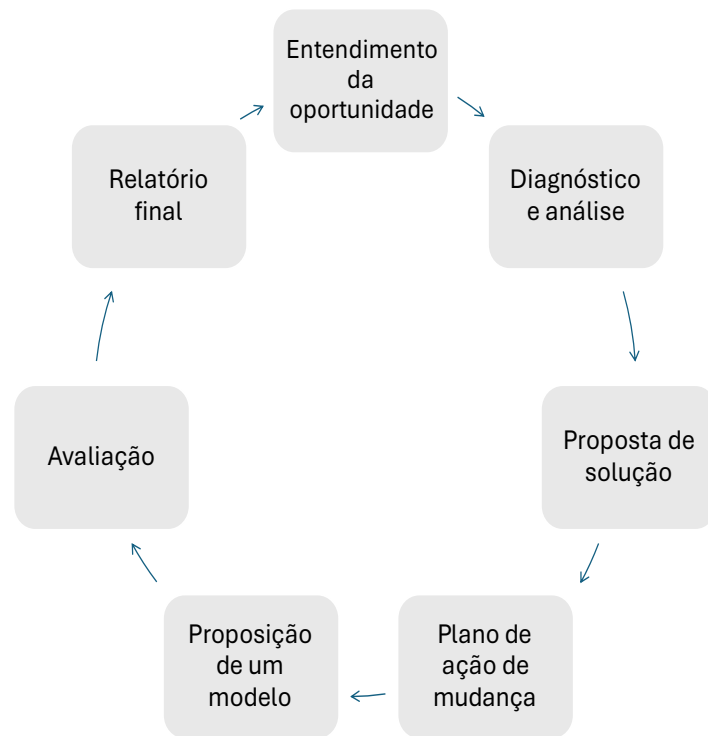 Entendimento
da
oportunidade
Diagnóstico
e análise
Proposta de
solução
Plano de
ação de
mudança
Proposição
de um
modelo
Avaliação
Relatório
final